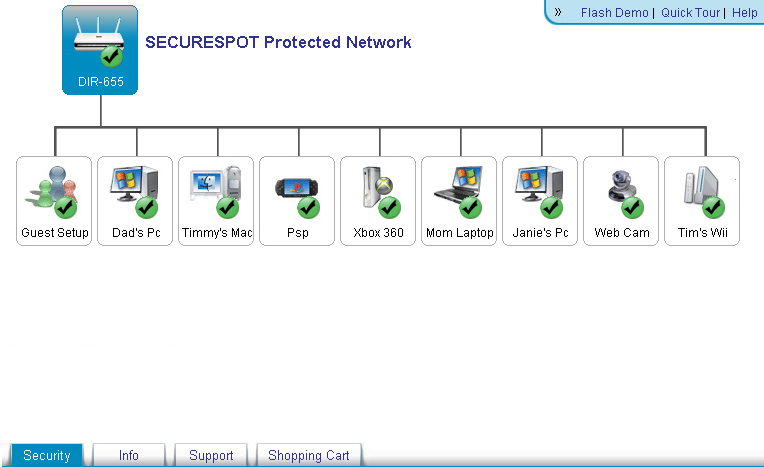 » Flash Demo | Quick Tour | Help
SECURESPOT Protected Network
DIR-655
Guest Setup
Dad's Pc
Timmy's Mac
Psp
Xbox 360
Mom Laptop
Janie's Pc
Web Cam
Tim's Wii
Security
Info
Support
Shopping Cart